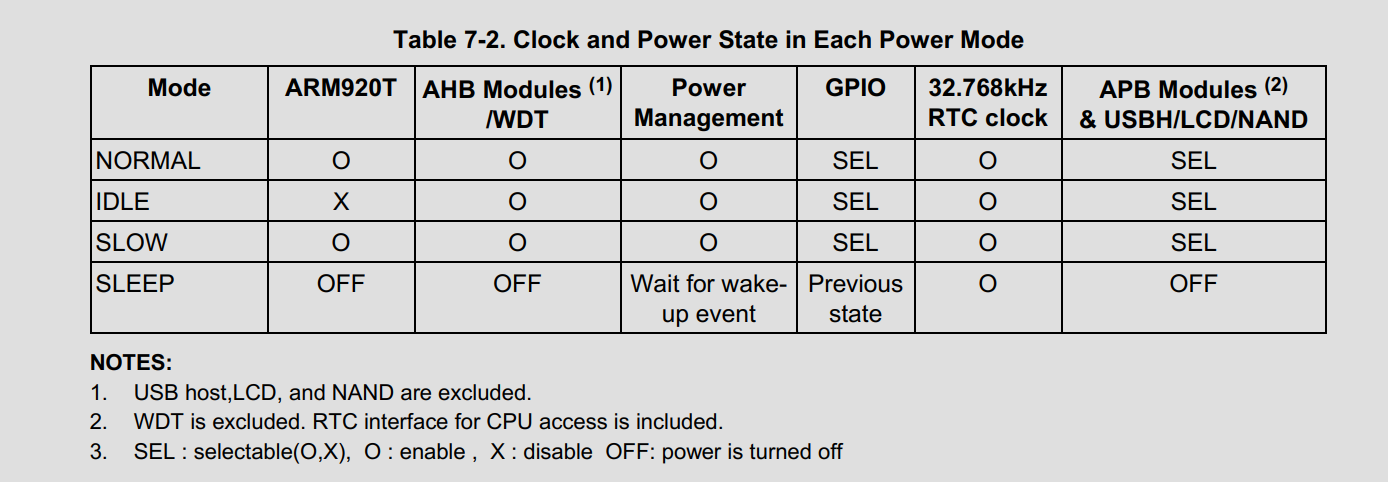 Table 7-2. Clock and Power State in Each Power Mode
Mode ARM920T AHB Modules (1) /WDT Power Management GPIO 32.768kHz RTC clock APB Modules (2) & USBH/LCD/NAND
NORMAL O O O SEL O SEL
IDLE X O O SEL O SEL
SLOW O O O SEL O SEL
SLEEP OFF OFF Wait for wake-up event Previous state O OFF
NOTES:
1. USB host,LCD, and NAND are excluded.
2. WDT is excluded. RTC interface for CPU access is included.
3. SEL : selectable(O,X), O : enable , X : disable OFF: power is turned off